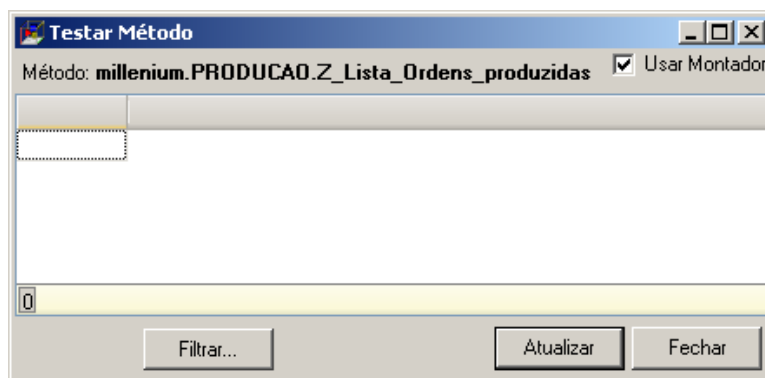 Testar Método
Método: millenium.PRODUCAO.Z_Lista_Ordens_produzidas Usar Montador
0
Filtrar... Atualizar Fechar